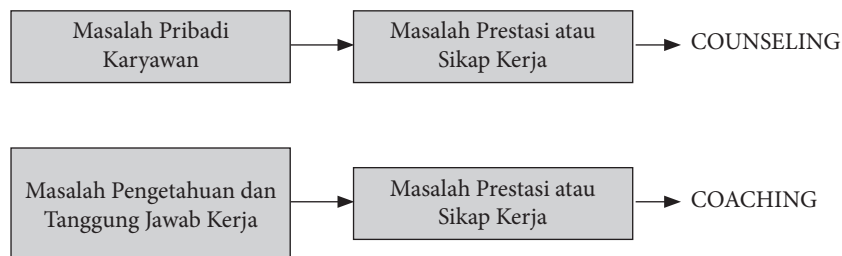 Masalah Pribadi
Karyawan
Masalah Prestasi atau
Sikap Kerja
COUNSELING
Masalah Pengetahuan dan
Tanggung Jawab Kerja
Masalah Prestasi atau
Sikap Kerja
COACHING